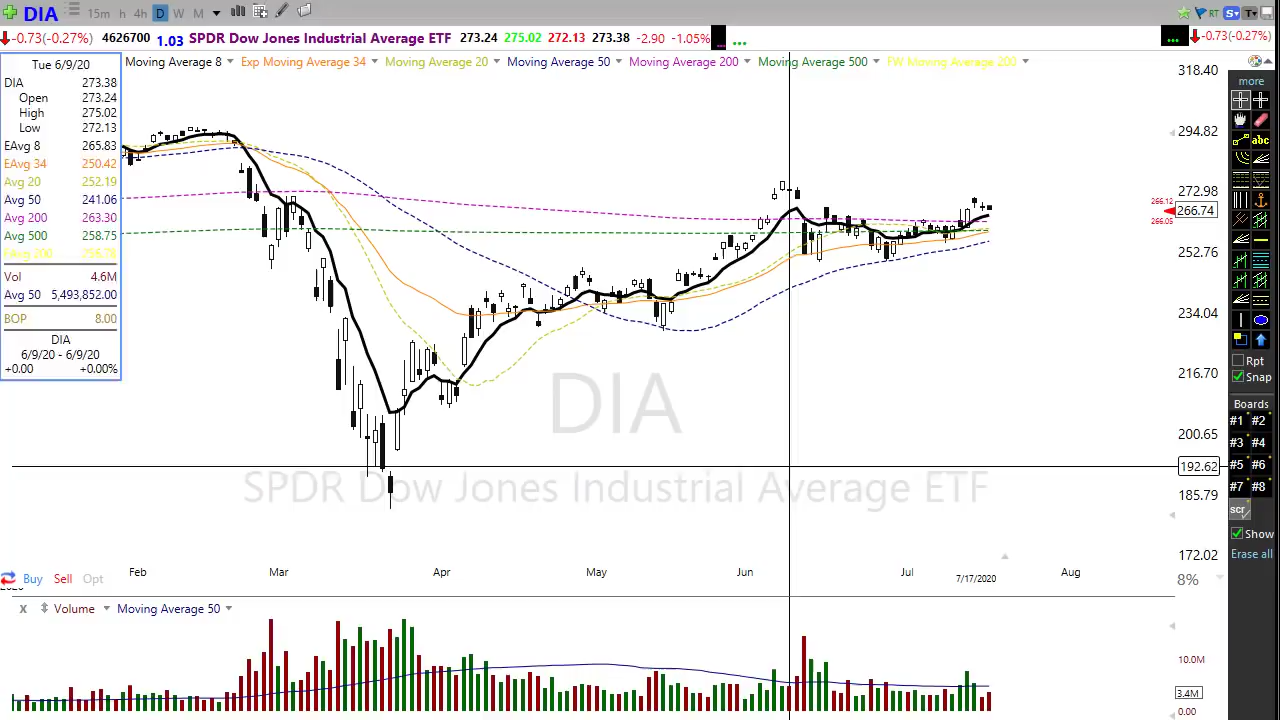 DIA 15m h 4h D W M RT S T
-0.73(-0.27%) 4626700 1.03 SPDR Dow Jones Industrial Average ETF 273.24 275.02 272.13 273.38 -2.90 -1.05% ... ... -0.73(-0.27%)
Moving Average 8 Exp Moving Average 34 Moving Average 20 Moving Average 50 Moving Average 200 Moving Average 500 FW Moving Average 200
Tue 6/9/20
DIA 273.38
Open 273.24
High 275.02
Low 272.13
EAvg 8 265.83
EAvg 34 250.42
Avg 20 252.19
Avg 50 241.06
Avg 200 263.30
Avg 500 258.75
Vol 4.6M
Avg 50 5,493,852.00
BOP 8.00
DIA
6/9/20 - 6/9/20
+0.00 +0.00%
318.40
294.82
272.98
266.12
266.74
266.05
252.76
234.04
216.70
200.65
192.62
185.79
172.02
8%
DIA
SPDR Dow Jones Industrial Average ETF
Feb Mar Apr May Jun Jul Aug
7/17/2020
Buy Sell Opt
X Volume Moving Average 50
10.0M
3.4M
0.00
more
abc
Rpt
Snap
Boards
#1 #2
#3 #4
#5 #6
#7 #8
scr
Show
Erase all